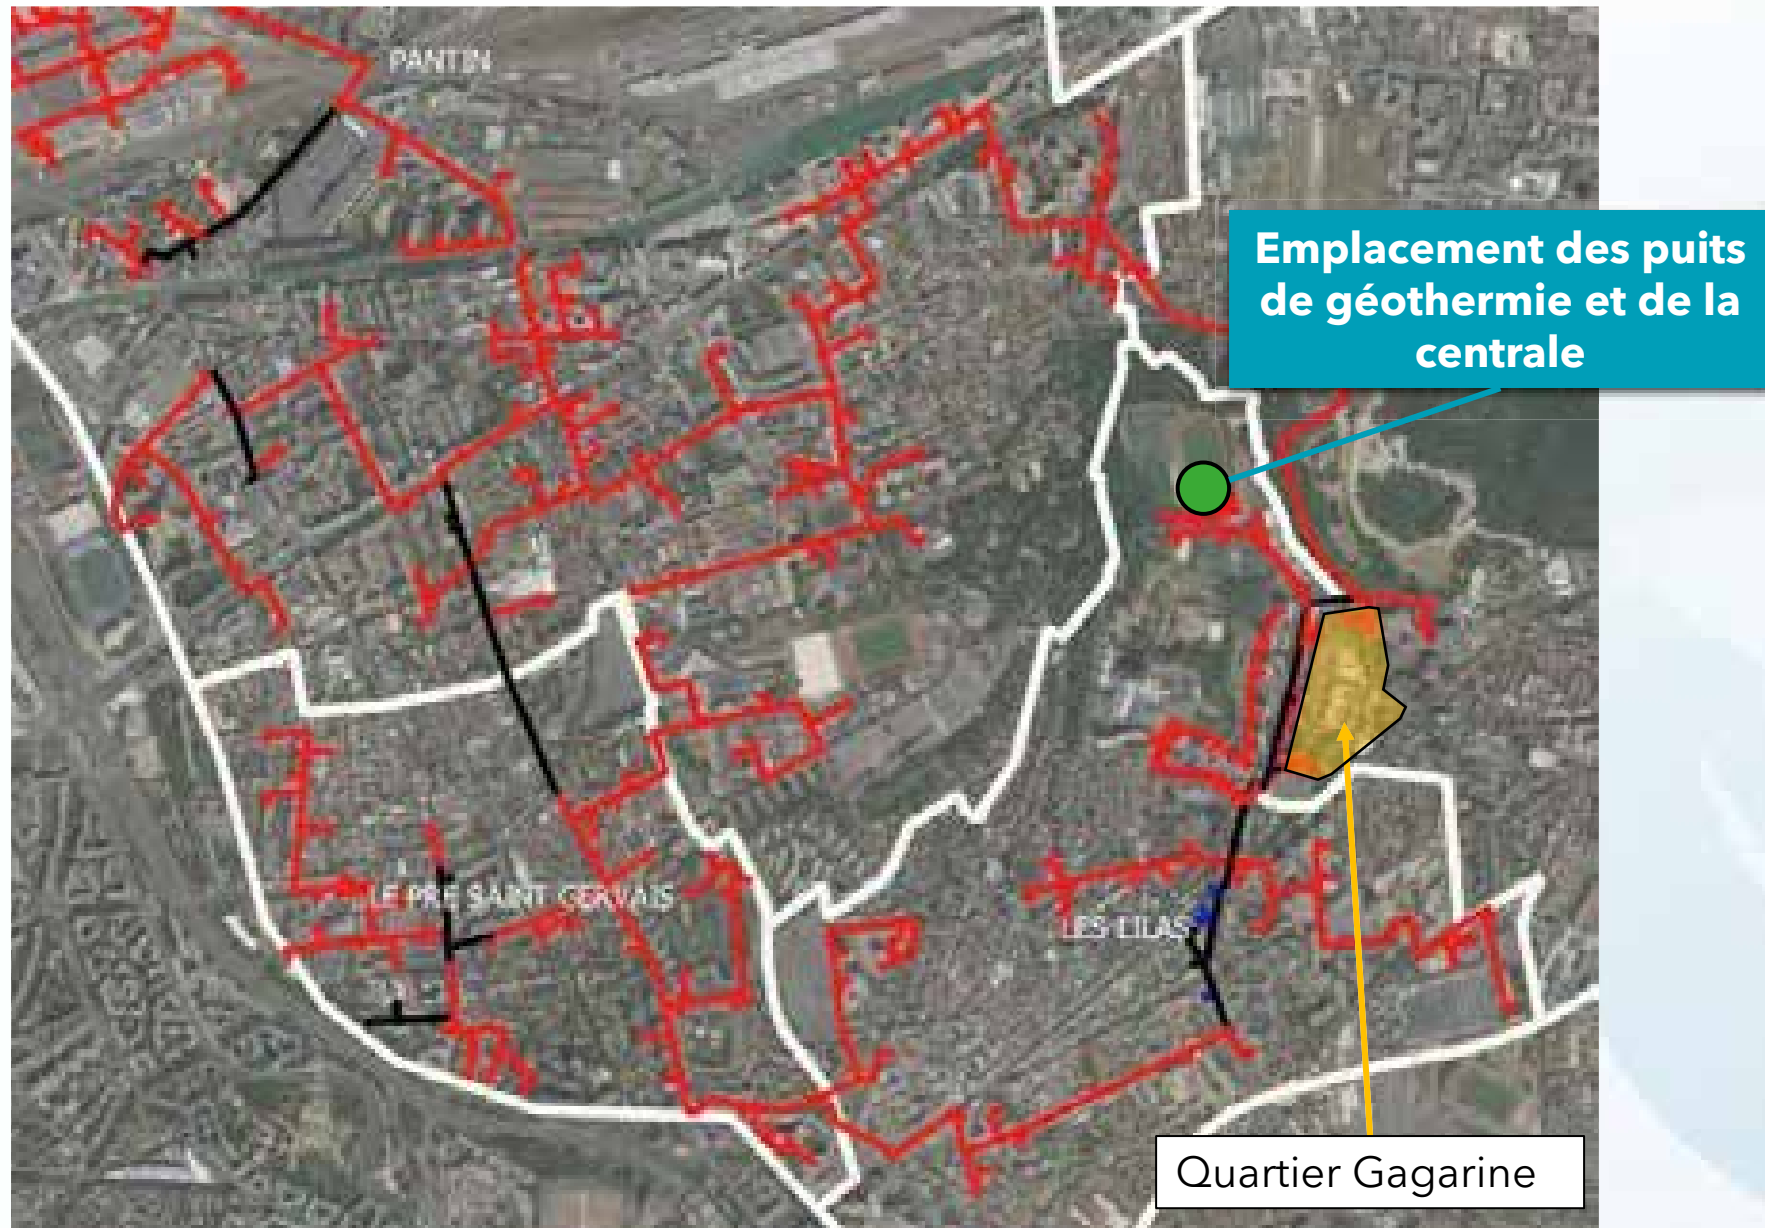 PANTIN
Emplacement des puits
de géothermie et de la
centrale
LE PRE SAINT GERVAIS
LES LILAS
Quartier Gagarine